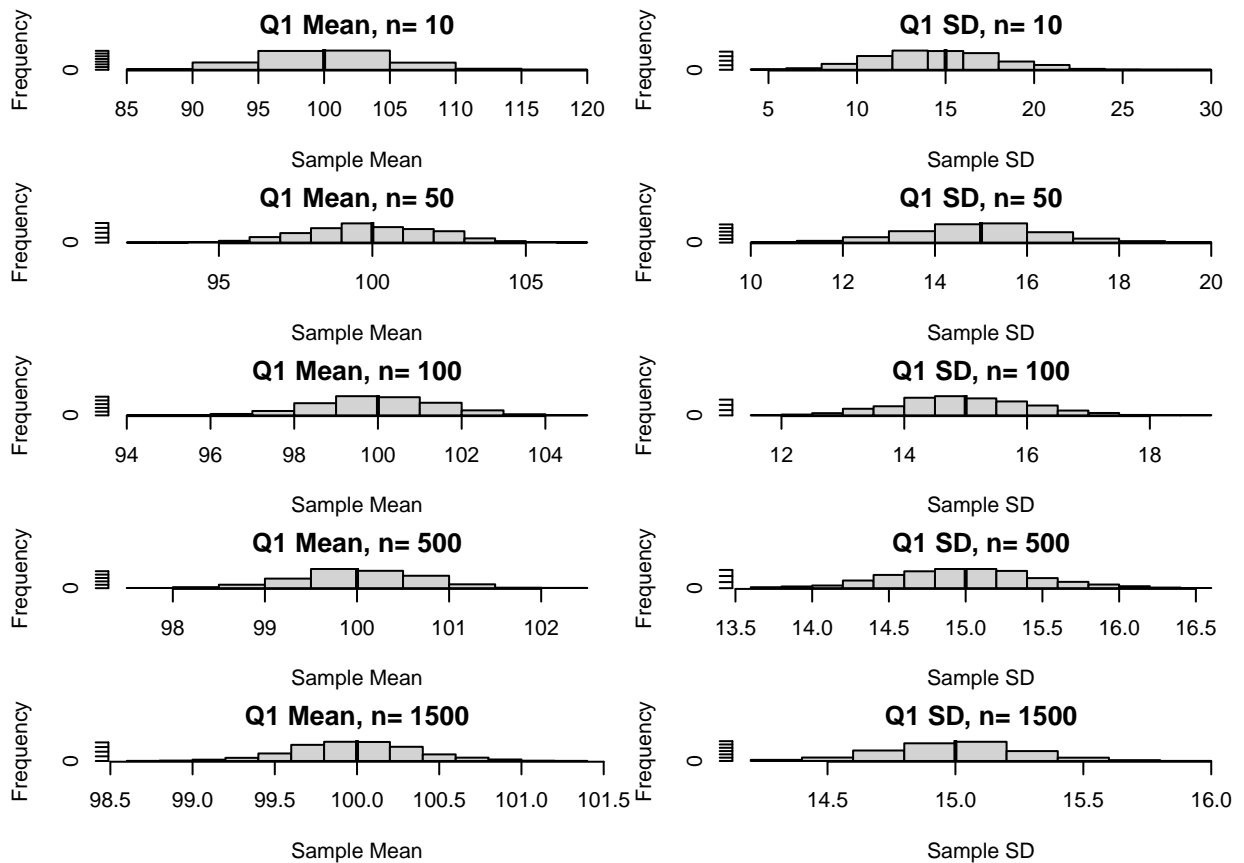 Q1 Mean, n= 10
Frequency
0
85 90 95 100 105 110 115 120
Sample Mean
Q1 SD, n= 10
Frequency
0
5 10 15 20 25 30
Sample SD
Q1 Mean, n= 50
Frequency
0
95 100 105
Sample Mean
Q1 SD, n= 50
Frequency
0
10 12 14 16 18 20
Sample SD
Q1 Mean, n= 100
Frequency
0
94 96 98 100 102 104
Sample Mean
Q1 SD, n= 100
Frequency
0
12 14 16 18
Sample SD
Q1 Mean, n= 500
Frequency
0
98 99 100 101 102
Sample Mean
Q1 SD, n= 500
Frequency
0
13.5 14.0 14.5 15.0 15.5 16.0 16.5
Sample SD
Q1 Mean, n= 1500
Frequency
0
98.5 99.0 99.5 100.0 100.5 101.0 101.5
Sample Mean
Q1 SD, n= 1500
Frequency
0
14.5 15.0 15.5 16.0
Sample SD